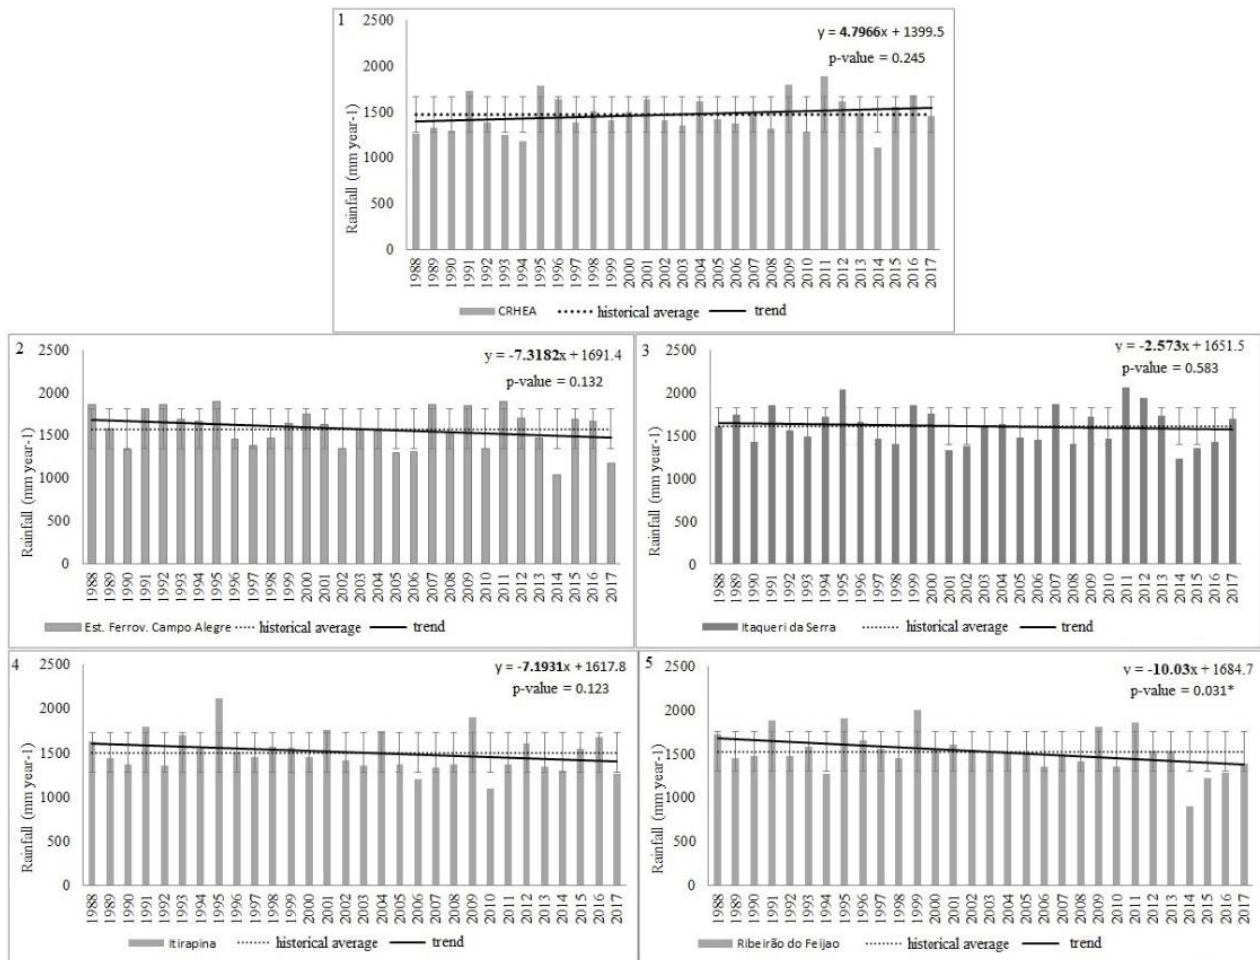 1
2500
2000
1500
1000
500
0
Rainfall (mm year-1)
y = 4.7966x + 1399.5
p-value = 0.245
1988 1989 1990 1991 1992 1993 1994 1995 1996 1997 1998 1999 2000 2001 2002 2003 2004 2005 2006 2007 2008 2009 2010 2011 2012 2013 2014 2015 2016 2017
CRHEA historical average trend
2
2500
2000
1500
1000
500
0
Rainfall (mm year-1)
y = -7.3182x + 1691.4
p-value = 0.132
1988 1989 1990 1991 1992 1993 1994 1995 1996 1997 1998 1999 2000 2001 2002 2003 2004 2005 2006 2007 2008 2009 2010 2011 2012 2013 2014 2015 2016 2017
Est. Ferrov. Campo Alegre historical average trend
3
2500
2000
1500
1000
500
0
Rainfall (mm year-1)
y = -2.573x + 1651.5
p-value = 0.583
1988 1989 1990 1991 1992 1993 1994 1995 1996 1997 1998 1999 2000 2001 2002 2003 2004 2005 2006 2007 2008 2009 2010 2011 2012 2013 2014 2015 2016 2017
Itaqueri da Serra historical average trend
4
2500
2000
1500
1000
500
0
Rainfall (mm year-1)
y = -7.1931x + 1617.8
p-value = 0.123
1988 1989 1990 1991 1992 1993 1994 1995 1996 1997 1998 1999 2000 2001 2002 2003 2004 2005 2006 2007 2008 2009 2010 2011 2012 2013 2014 2015 2016 2017
Itirapina historical average trend
5
2500
2000
1500
1000
500
0
Rainfall (mm year-1)
y = -10.03x + 1684.7
p-value = 0.031*
1988 1989 1990 1991 1992 1993 1994 1995 1996 1997 1998 1999 2000 2001 2002 2003 2004 2005 2006 2007 2008 2009 2010 2011 2012 2013 2014 2015 2016 2017
Ribeirão do Feijao historical average trend